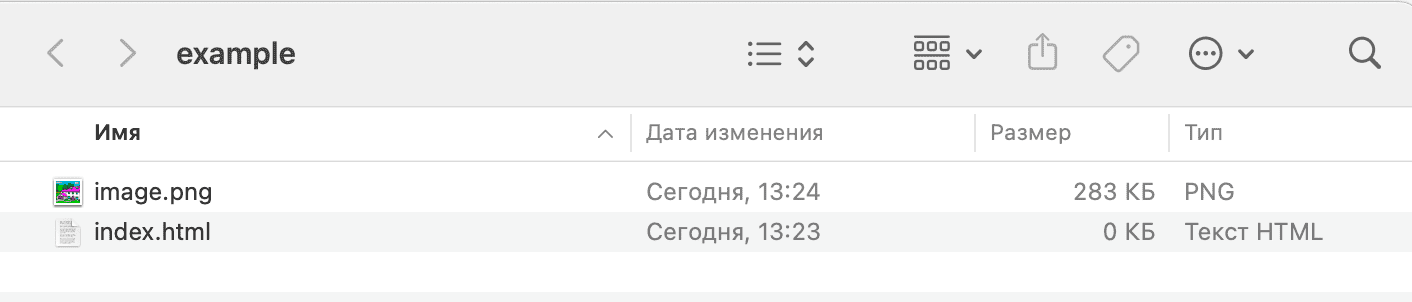 example
Имя Дата изменения Размер Тип
image.png Сегодня, 13:24 283 КБ PNG
index.html Сегодня, 13:23 0 КБ Текст HTML